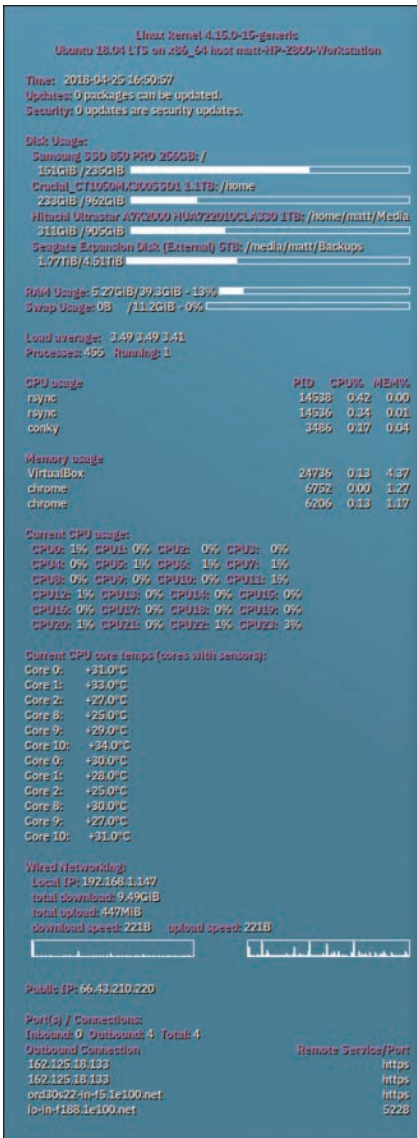 Linux kernel 4.15.0-15-generic
Ubuntu 18.04 LTS on x86_64 host matt-HP-Z800-Workstation
Time: 2018-04-25 16:50:57
Updates: 0 packages can be updated.
Security: 0 updates are security updates.
Disk Usage:
Samsung SSD 850 PRO 256GB: /
151GiB /235GiB
Crucial_CT1050MX300SSD1 1.1TB: /home
233GiB /962GiB
Hitachi Ultrastar A7K2000 HUA722010CLA330 1TB: /home/matt/Media
311GiB /905GiB
Seagate Expansion Disk (External) 5TB: /media/matt/Backups
1.77TiB/4.51TiB
RAM Usage: 5.27GiB/39.3GiB - 13%
Swap Usage: 0B /11.2GiB - 0%
Load average: 3.49 3.49 3.41
Processes: 455 Running: 1
CPU usage PID CPU% MEM%
rsync 14538 0.42 0.00
rsync 14536 0.34 0.01
conky 3486 0.17 0.04
Memory usage
VirtualBox 24736 0.13 4.37
chrome 6752 0.00 1.27
chrome 6206 0.13 1.17
Current CPU usage:
CPU0: 1% CPU1: 0% CPU2: 0% CPU3: 0%
CPU4: 0% CPU5: 1% CPU6: 1% CPU7: 1%
CPU8: 0% CPU9: 0% CPU10: 0% CPU11: 1%
CPU12: 1% CPU13: 0% CPU14: 0% CPU15: 0%
CPU16: 0% CPU17: 0% CPU18: 0% CPU19: 0%
CPU20: 1% CPU21: 0% CPU22: 1% CPU23: 3%
Current CPU core temps (cores with sensors):
Core 0: +31.0°C
Core 1: +33.0°C
Core 2: +27.0°C
Core 8: +25.0°C
Core 9: +29.0°C
Core 10: +34.0°C
Core 0: +30.0°C
Core 1: +28.0°C
Core 2: +25.0°C
Core 8: +30.0°C
Core 9: +27.0°C
Core 10: +31.0°C
Wired Networking:
Local IP: 192.168.1.147
total download: 9.49GiB
total upload: 447MiB
download speed: 221B upload speed: 221B
Public IP: 66.43.210.220
Port(s) / Connections:
Inbound: 0 Outbound: 4 Total: 4
Outbound Connection Remote Service/Port
162.125.18.133 https
162.125.18.133 https
ord30s22-in-f5.1e100.net https
io-in-f188.1e100.net 5228